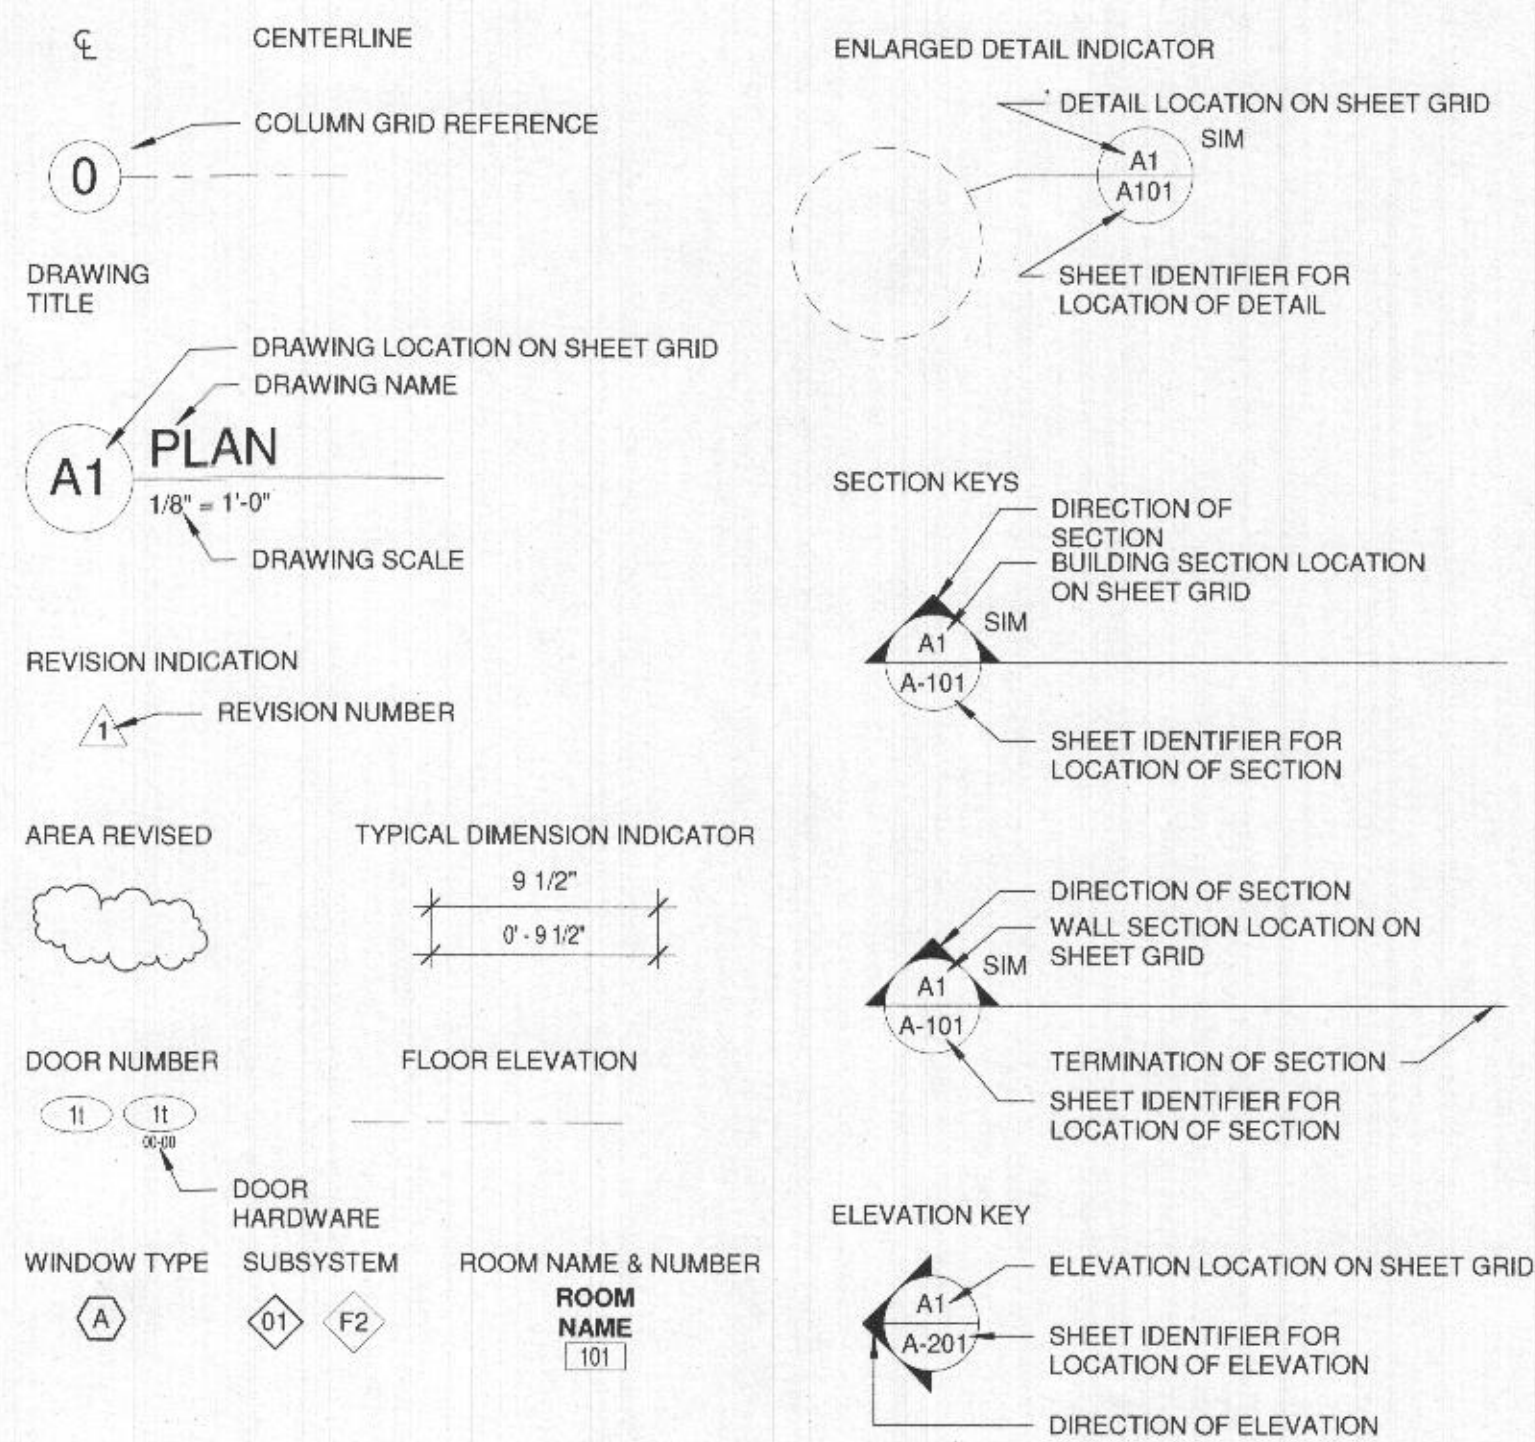 ℄ CENTERLINE
COLUMN GRID REFERENCE
0
DRAWING
TITLE
DRAWING LOCATION ON SHEET GRID
DRAWING NAME
A1 PLAN
1/8" = 1'-0"
DRAWING SCALE
REVISION INDICATION
1 REVISION NUMBER
AREA REVISED
TYPICAL DIMENSION INDICATOR
9 1/2"
0' - 9 1/2"
DOOR NUMBER
1t 1t
00-00
DOOR
HARDWARE
FLOOR ELEVATION
WINDOW TYPE
A
SUBSYSTEM
01 F2
ROOM NAME & NUMBER
ROOM
NAME
101
ENLARGED DETAIL INDICATOR
DETAIL LOCATION ON SHEET GRID
SIM
A1
A101
SHEET IDENTIFIER FOR
LOCATION OF DETAIL
SECTION KEYS
DIRECTION OF
SECTION
BUILDING SECTION LOCATION
ON SHEET GRID
SIM
A1
A-101
SHEET IDENTIFIER FOR
LOCATION OF SECTION
DIRECTION OF SECTION
WALL SECTION LOCATION ON
SHEET GRID
SIM
A1
A-101
TERMINATION OF SECTION
SHEET IDENTIFIER FOR
LOCATION OF SECTION
ELEVATION KEY
ELEVATION LOCATION ON SHEET GRID
A1
A-201
SHEET IDENTIFIER FOR
LOCATION OF ELEVATION
DIRECTION OF ELEVATION